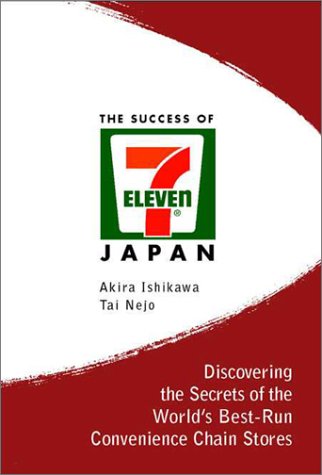 THE SUCCESS OF
7
ELEVEN
®
JAPAN
Akira Ishikawa
Tai Nejo
Discovering
the Secrets of the
World's Best-Run
Convenience Chain Stores